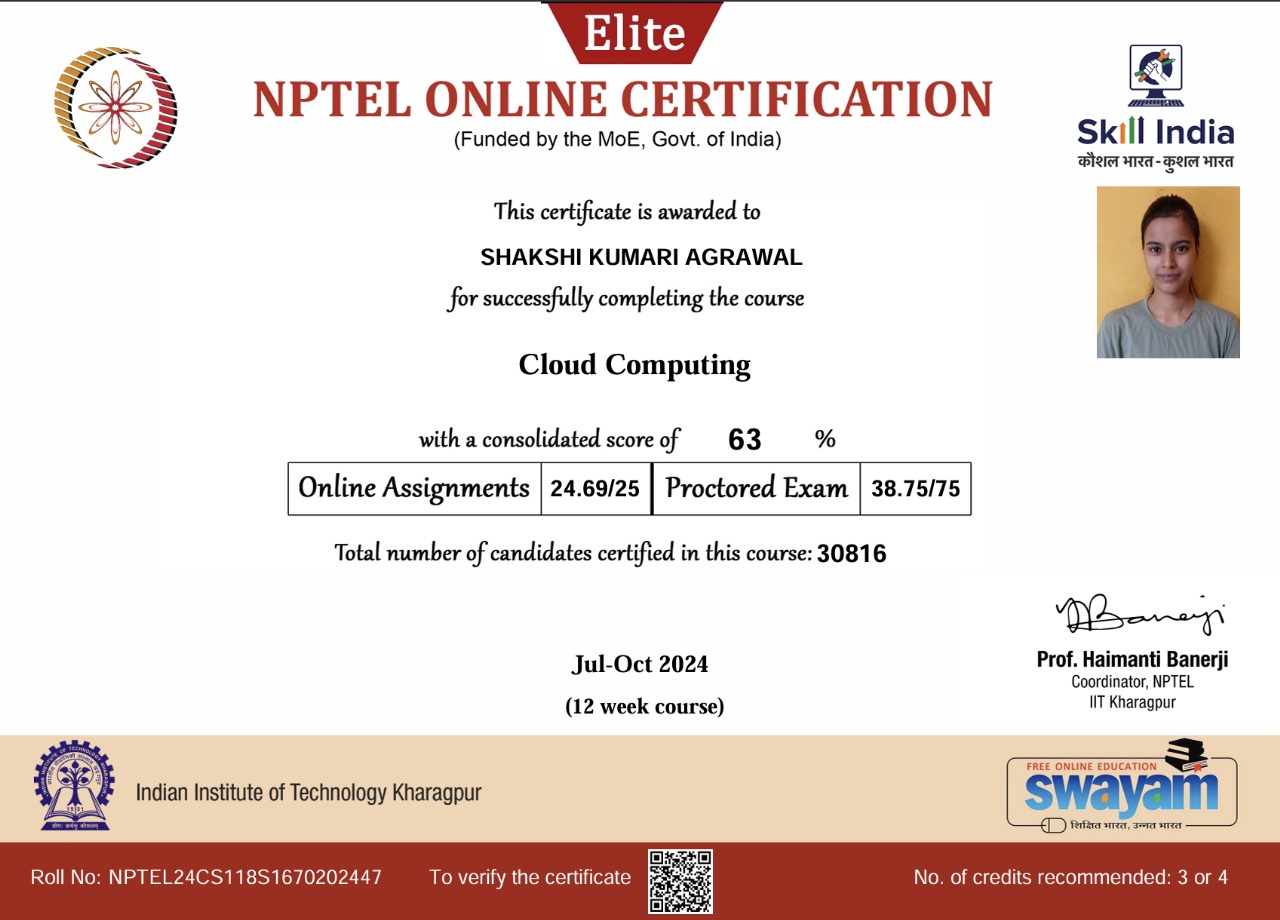 Elite
NPTEL ONLINE CERTIFICATION
(Funded by the MoE, Govt. of India)
Skill India
कौशल भारत - कुशल भारत
This certificate is awarded to
SHAKSHI KUMARI AGRAWAL
for successfully completing the course
Cloud Computing
with a consolidated score of 63 %
Online Assignments 24.69/25 Proctored Exam 38.75/75
Total number of candidates certified in this course: 30816
Jul-Oct 2024
(12 week course)
Prof. Haimanti Banerji
Coordinator, NPTEL
IIT Kharagpur
Indian Institute of Technology Kharagpur
1951
FREE ONLINE EDUCATION
swayam
शिक्षित भारत, उन्नत भारत
Roll No: NPTEL24CS118S1670202447 To verify the certificate No. of credits recommended: 3 or 4